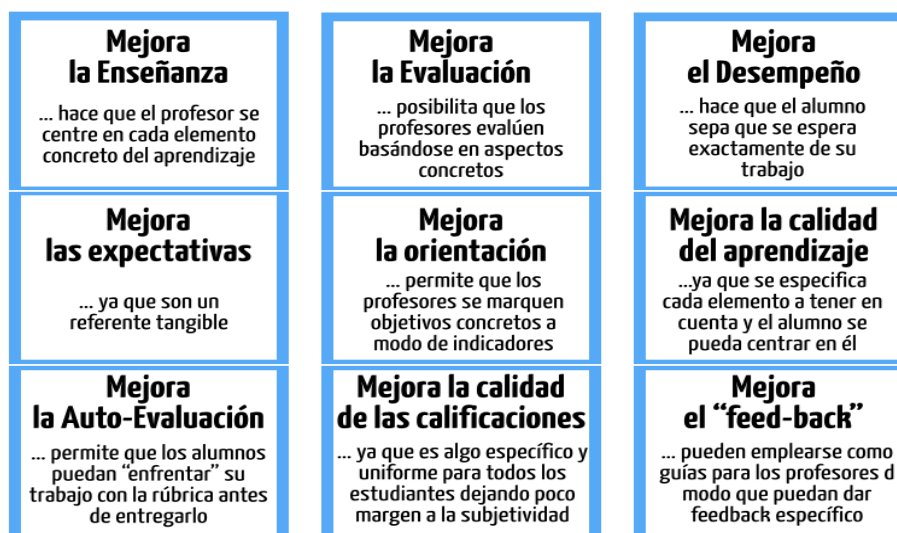 Mejora
la Enseñanza
... hace que el profesor se
centre en cada elemento
concreto del aprendizaje
Mejora
la Evaluación
... posibilita que los
profesores evalúen
basándose en aspectos
concretos
Mejora
el Desempeño
... hace que el alumno
sepa que se espera
exactamente de su
trabajo
Mejora
las expectativas
... ya que son un
referente tangible
Mejora
la orientación
... permite que los
profesores se marquen
objetivos concretos a
modo de indicadores
Mejora la calidad
del aprendizaje
...ya que se especifica
cada elemento a tener en
cuenta y el alumno se
pueda centrar en él
Mejora
la Auto-Evaluación
... permite que los alumnos
puedan “enfrentar” su
trabajo con la rúbrica antes
de entregarlo
Mejora la calidad
de las calificaciones
... ya que es algo específico y
uniforme para todos los
estudiantes dejando poco
margen a la subjetividad
Mejora
el “feed-back”
... pueden emplearse como
guías para los profesores d
modo que puedan dar
feedback específico